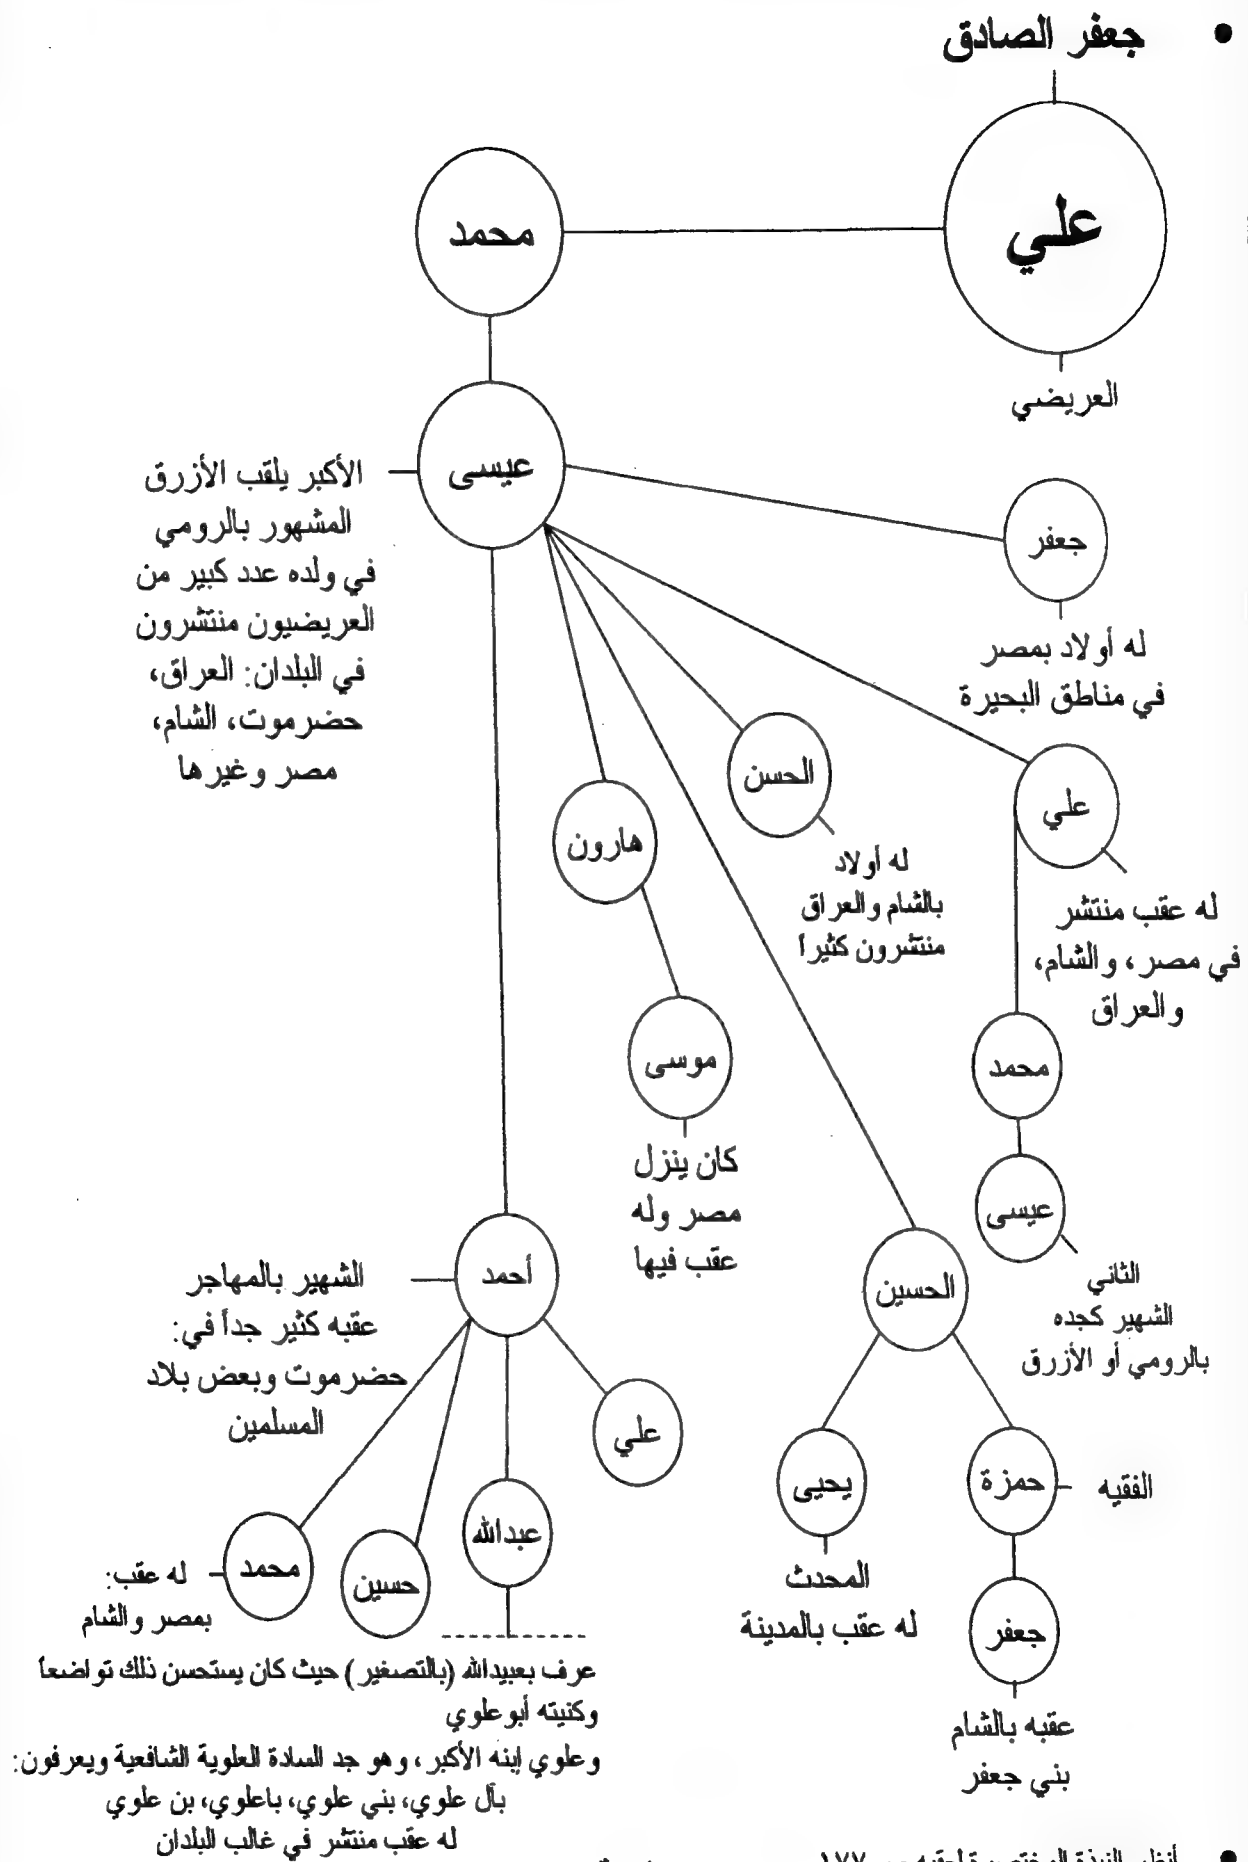 جعفر الصادق
علي
محمد
العريضي
عيسى
الأكبر يلقب الأزرق
المشهور بالرومي
في ولده عدد كبير من
العريضيون منتشرون
في البلدان: العراق،
حضرموت، الشام،
مصر وغيرها
جعفر
له أولاد بمصر
في مناطق البحيرة
علي
له عقب منتشر
في مصر، والشام،
والعراق
الحسن
له أولاد
بالشام والعراق
منتشرون كثيراً
هارون
موسى
كان ينزل
مصر وله
عقب فيها
محمد
عيسى
الثاني
الشهير كجده
بالرومي أو الأزرق
الحسين
حمزة
الفقيه
يحيى
المحدث
له عقب بالمدينة
جعفر
عقبه بالشام
بني جعفر
أحمد
الشهير بالمهاجر
عقبه كثير جداً في:
حضرموت وبعض بلاد
المسلمين
علي
عبدالله
حسين
محمد
له عقب:
بمصر والشام
عرف بعبيدالله (بالتصغير) حيث كان يستحسن ذلك تواضعاً
وكنيته أبو علوي
وعلوي إبنه الأكبر، وهو جد السادة العلوية الشافعية ويعرفون:
بآل علوي، بني علوي، باعلوي، بن علوي
له عقب منتشر في غالب البلدان